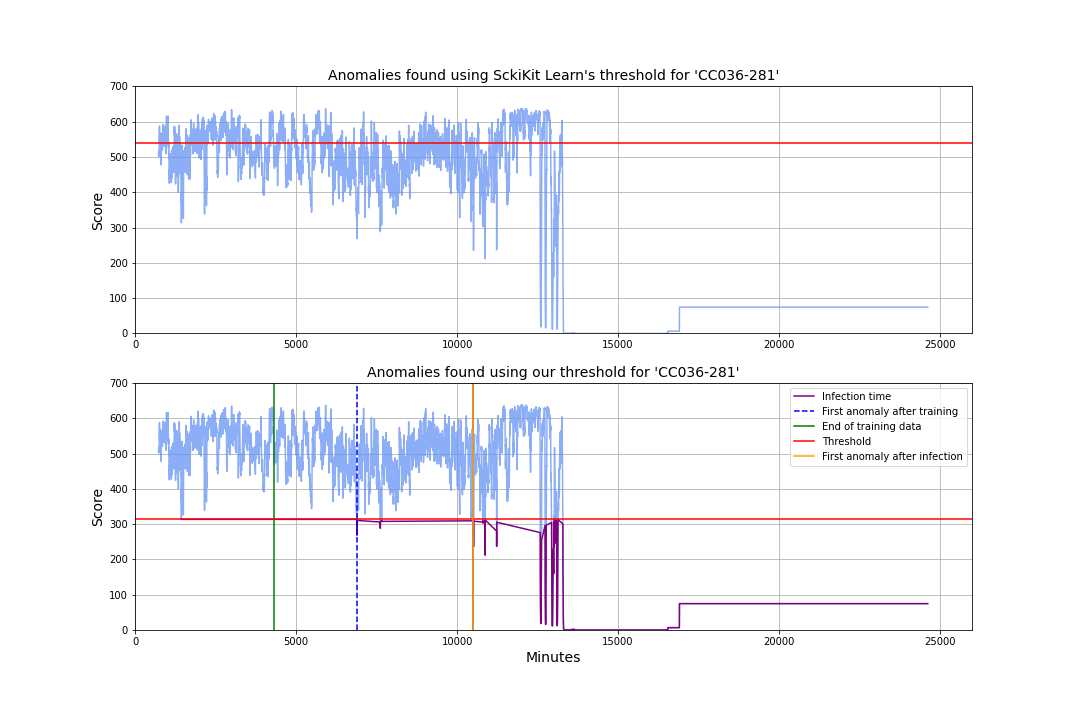 Anomalies found using SckiKit Learn's threshold for 'CC036-281'
700
600
500
400
300
200
100
0
Score
0 5000 10000 15000 20000 25000
Anomalies found using our threshold for 'CC036-281'
700
600
500
400
300
200
100
0
Score
Infection time
First anomaly after training
End of training data
Threshold
First anomaly after infection
0 5000 10000 15000 20000 25000
Minutes